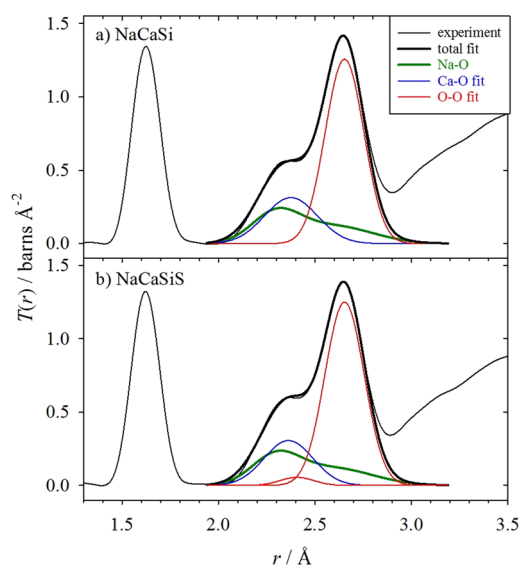 1.5
a) NaCaSi
experiment
total fit
Na-O
Ca-O fit
O-O fit
1.0
0.5
0.0
T(r) / barns Å-2
1.5
b) NaCaSiS
1.0
0.5
0.0
1.5 2.0 2.5 3.0 3.5
r / Å